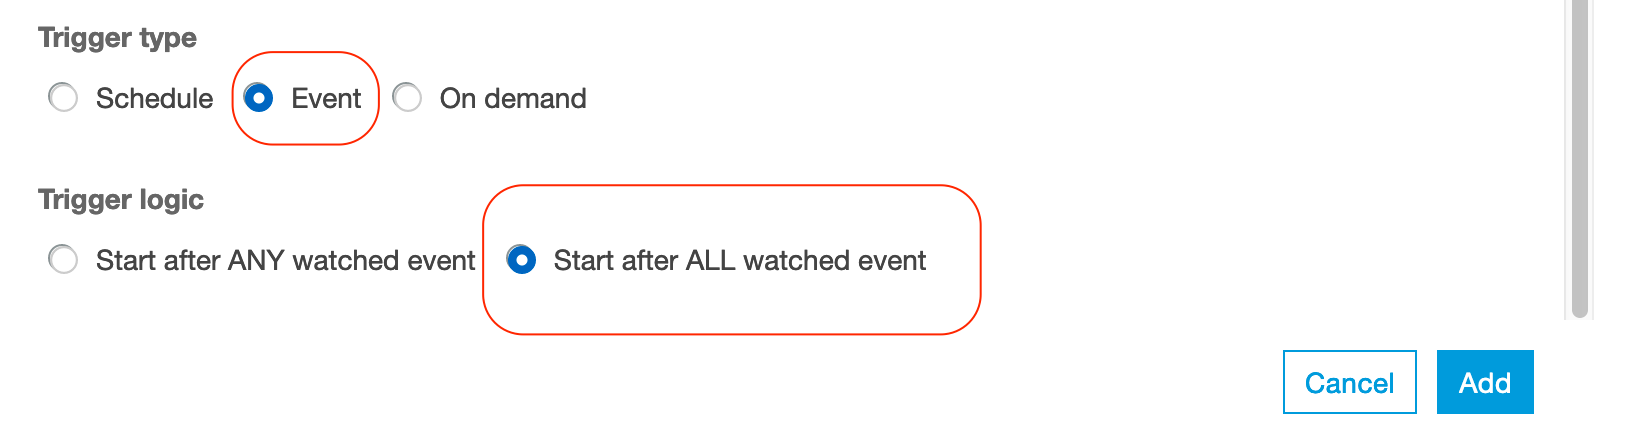 Trigger type
Schedule Event On demand
Trigger logic
Start after ANY watched event Start after ALL watched event
Cancel Add